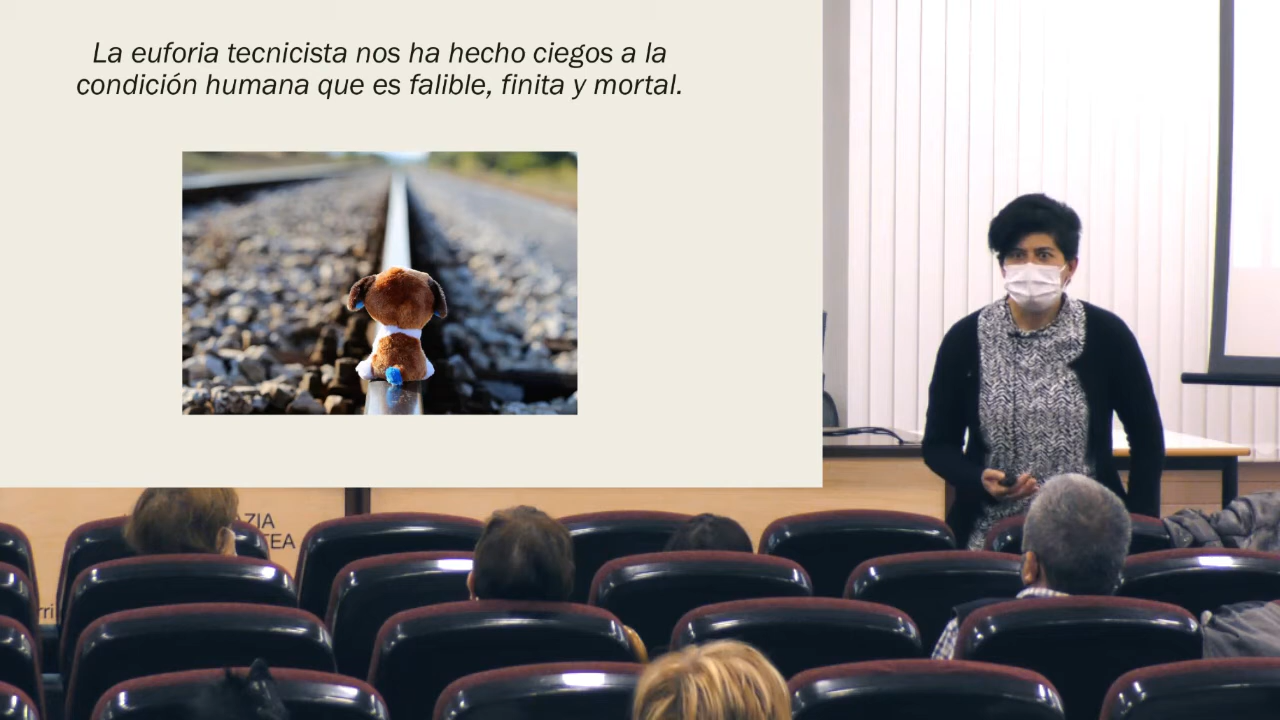 La euforia tecnicista nos ha hecho ciegos a la
condición humana que es falible, finita y mortal.